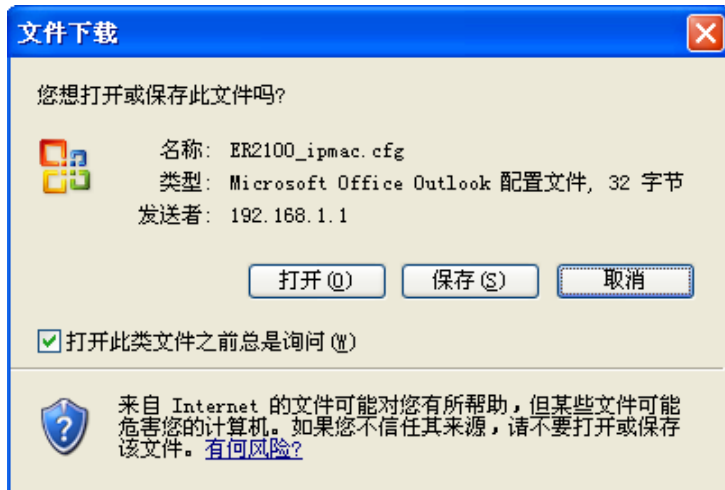 文件下载
您想打开或保存此文件吗?
名称: ER2100_ipmac.cfg
类型: Microsoft Office Outlook 配置文件, 32 字节
发送者: 192.168.1.1
打开(O) 保存(S) 取消
打开此类文件之前总是询问(W)
来自 Internet 的文件可能对您有所帮助，但某些文件可能
危害您的计算机。如果您不信任其来源，请不要打开或保存
该文件。有何风险?